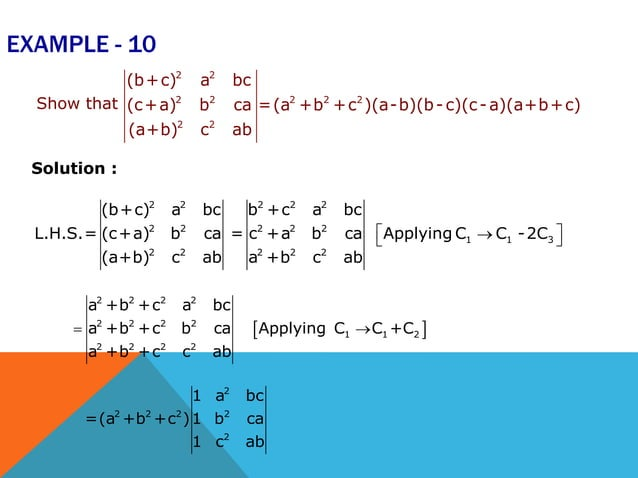 EXAMPLE - 10
Show that |(b+c)² a² bc|
|(c+a)² b² ca| =(a²+b²+c²)(a-b)(b-c)(c-a)(a+b+c)
|(a+b)² c² ab|
Solution :
|(b+c)² a² bc| |b²+c² a² bc|
L.H.S.= |(c+a)² b² ca| = |c²+a² b² ca| [Applying C₁ → C₁ -2C₃]
|(a+b)² c² ab| |a²+b² c² ab|
|a²+b²+c² a² bc|
= |a²+b²+c² b² ca| [Applying C₁ →C₁ +C₂]
|a²+b²+c² c² ab|
|1 a² bc|
=(a²+b²+c²) |1 b² ca|
|1 c² ab|